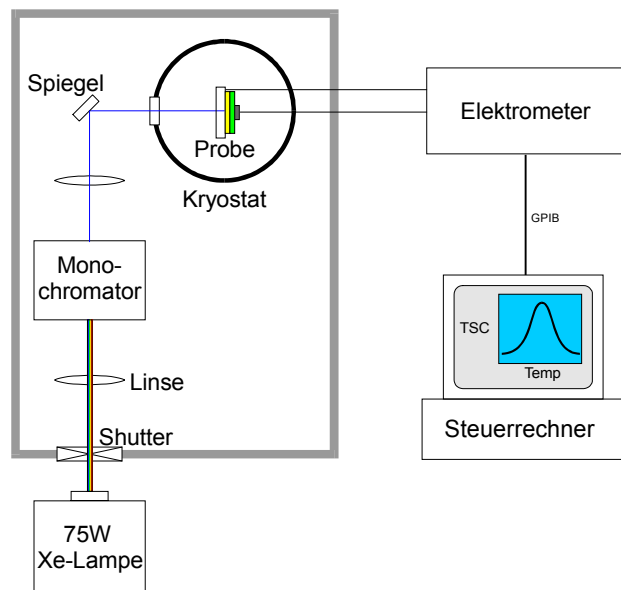 Spiegel
Probe
Kryostat
Elektrometer
GPIB
Mono-
chromator
TSC
Temp
Linse
Steuerrechner
Shutter
75W
Xe-Lampe